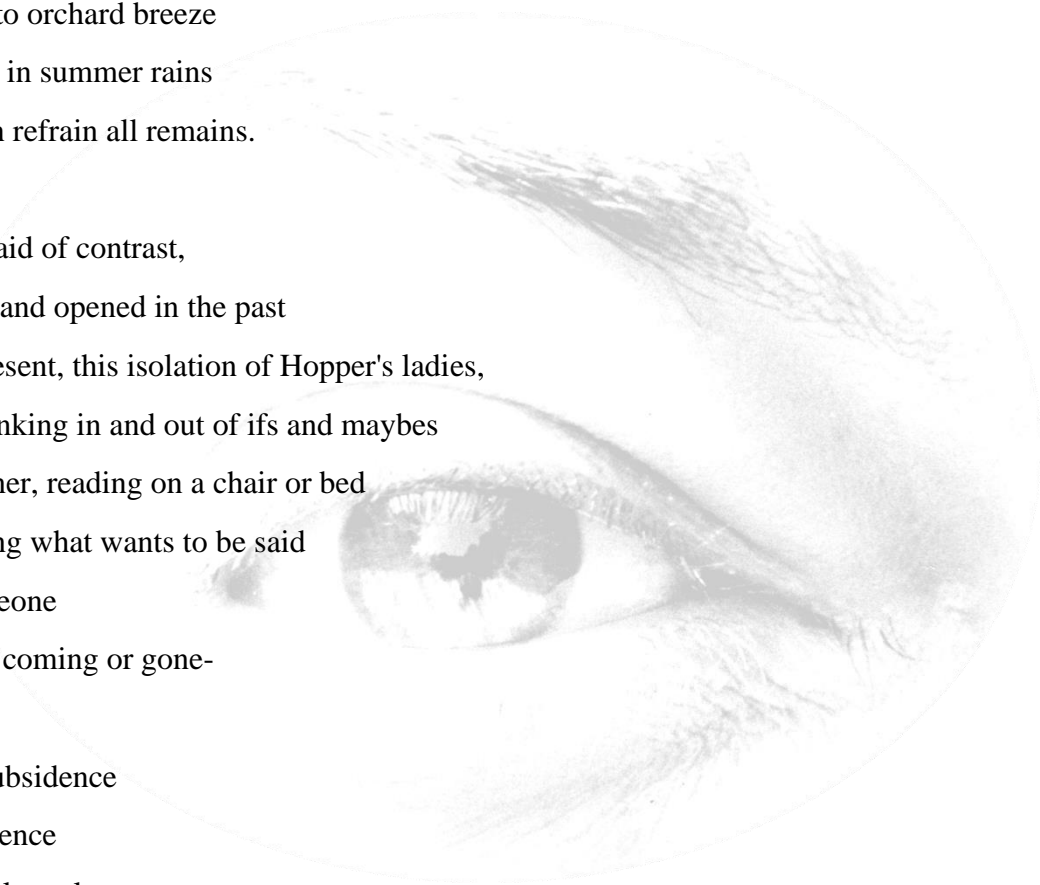 to orchard breeze
in summer rains
refrain all remains.
aid of contrast,
and opened in the past
esent, this isolation of Hopper's ladies,
nking in and out of ifs and maybes
her, reading on a chair or bed
ng what wants to be said
eone
coming or gone-
ubsidence
ence